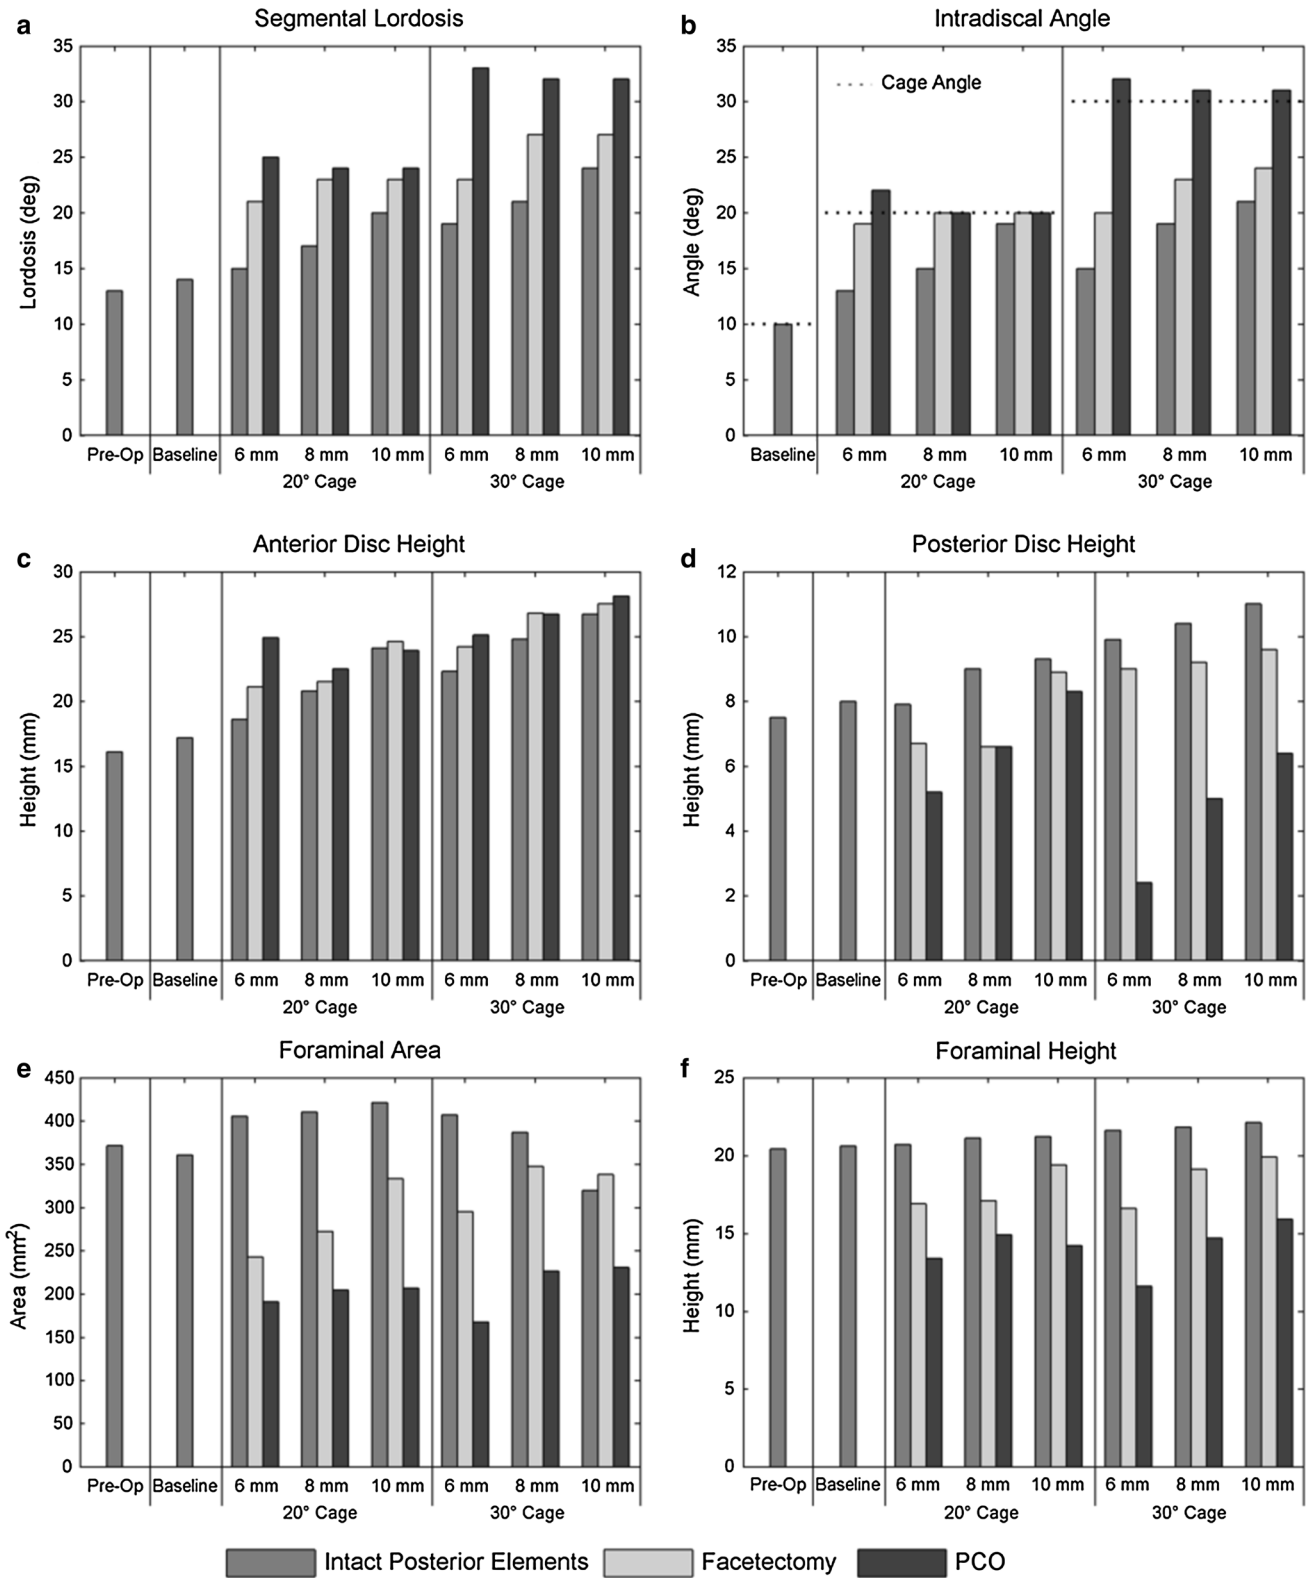 a
Segmental Lordosis
35
30
25
20
15
10
5
0
Lordosis (deg)
Pre-Op Baseline 6 mm 8 mm 10 mm 6 mm 8 mm 10 mm
20° Cage 30° Cage
b
Intradiscal Angle
35
30
25
20
15
10
5
0
Angle (deg)
Cage Angle
Baseline 6 mm 8 mm 10 mm 6 mm 8 mm 10 mm
20° Cage 30° Cage
c
Anterior Disc Height
30
25
20
15
10
5
0
Height (mm)
Pre-Op Baseline 6 mm 8 mm 10 mm 6 mm 8 mm 10 mm
20° Cage 30° Cage
d
Posterior Disc Height
12
10
8
6
4
2
0
Height (mm)
Pre-Op Baseline 6 mm 8 mm 10 mm 6 mm 8 mm 10 mm
20° Cage 30° Cage
e
Foraminal Area
450
400
350
300
250
200
150
100
50
0
Area (mm²)
Pre-Op Baseline 6 mm 8 mm 10 mm 6 mm 8 mm 10 mm
20° Cage 30° Cage
f
Foraminal Height
25
20
15
10
5
0
Height (mm)
Pre-Op Baseline 6 mm 8 mm 10 mm 6 mm 8 mm 10 mm
20° Cage 30° Cage
Intact Posterior Elements Facetectomy PCO